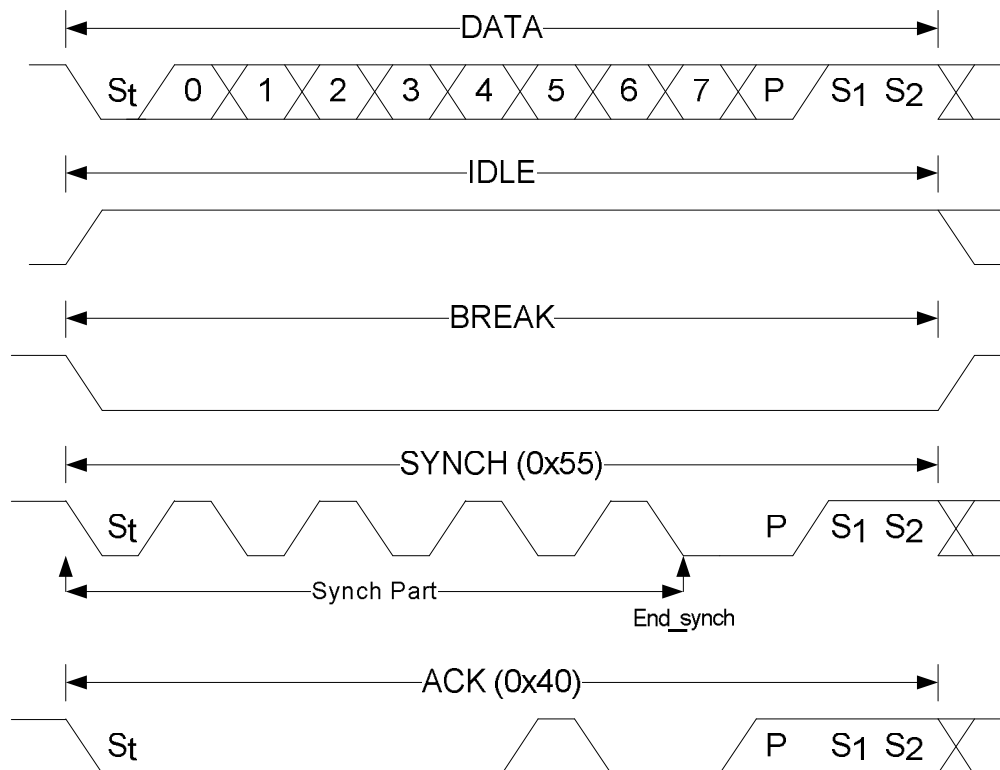 DATA
St 0 1 2 3 4 5 6 7 P S1 S2
IDLE
BREAK
SYNCH (0x55)
St P S1 S2
Synch Part
End_synch
ACK (0x40)
St P S1 S2